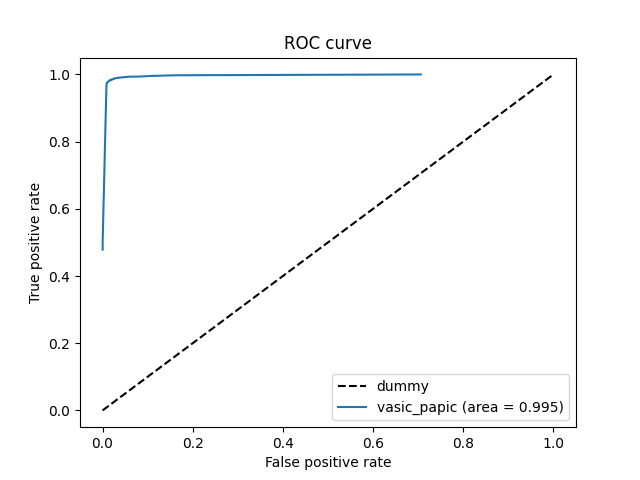 ROC curve
True positive rate
1.0
0.8
0.6
0.4
0.2
0.0
dummy
vasic_papic (area = 0.995)
0.0 0.2 0.4 0.6 0.8 1.0
False positive rate